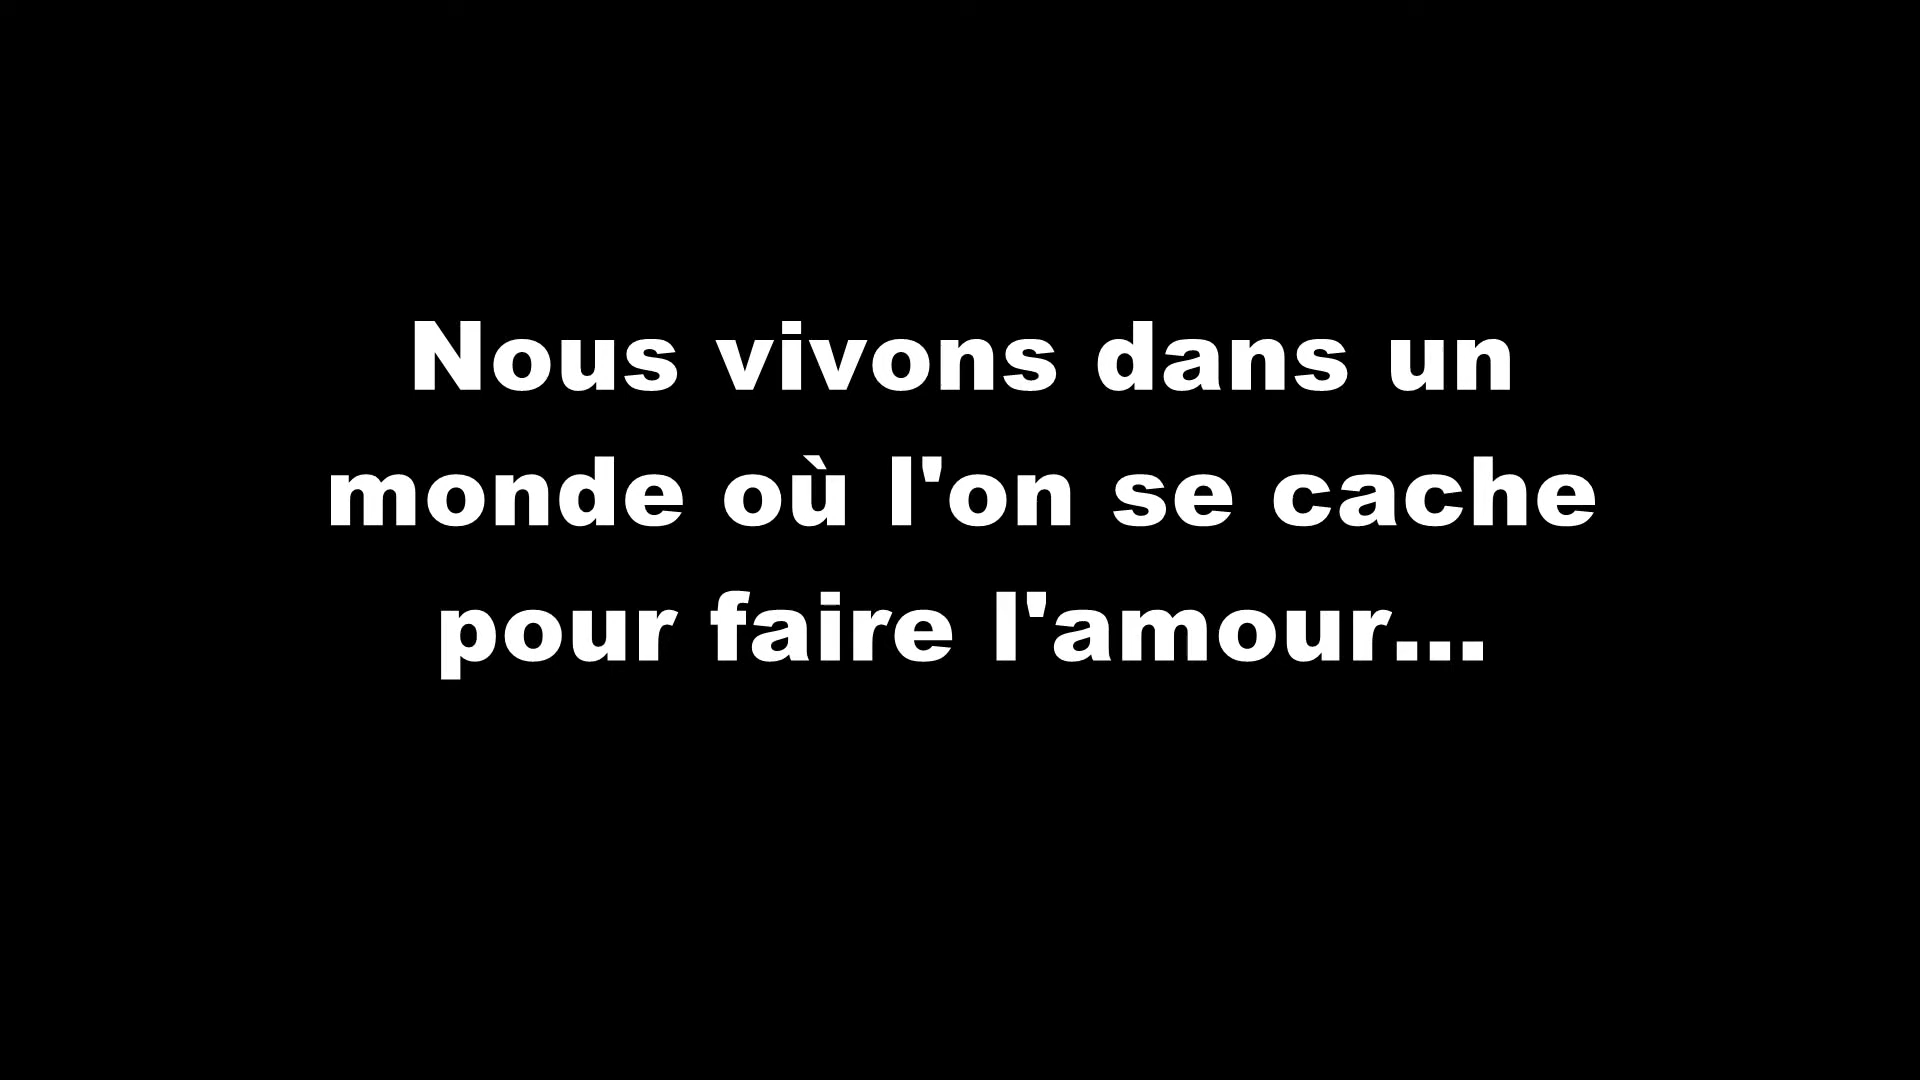 Nous vivons dans un
monde où l'on se cache
pour faire l'amour...